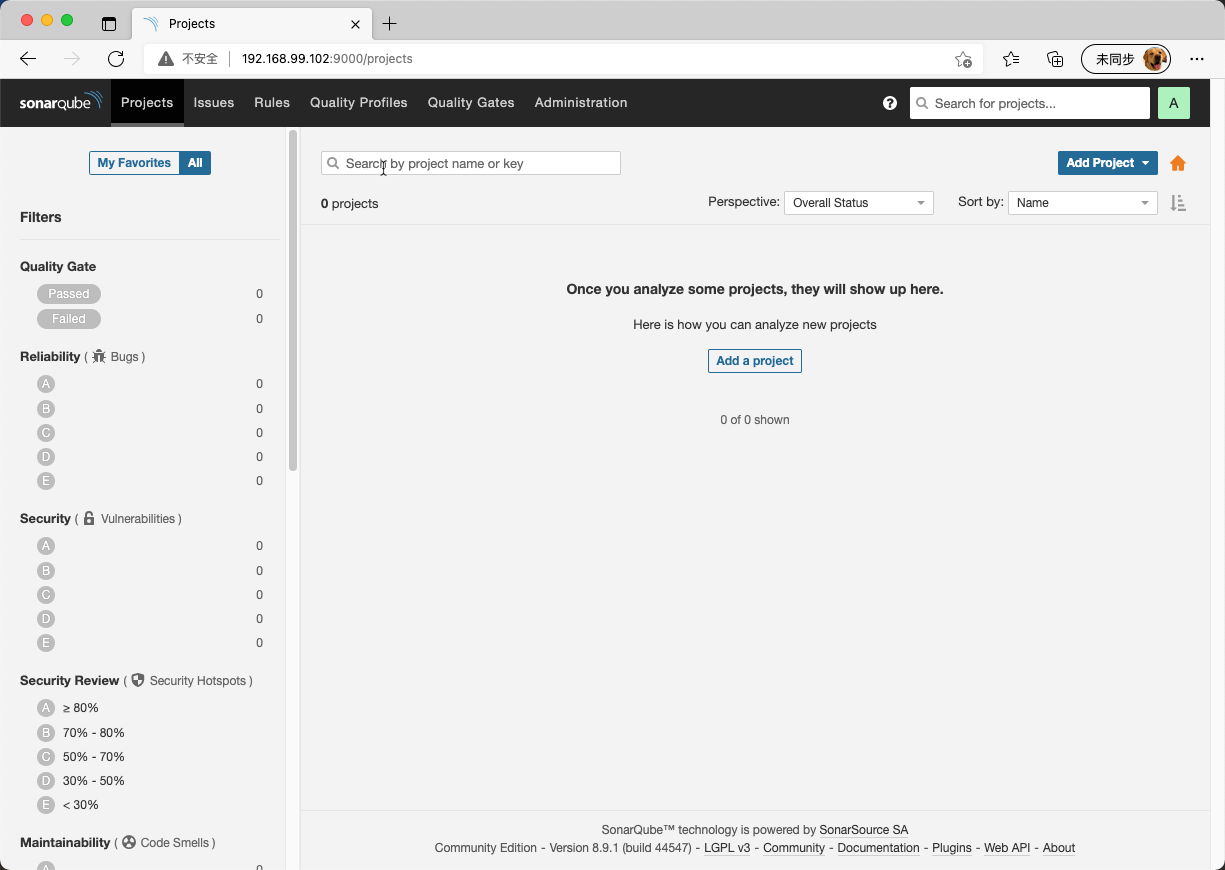 Projects
不安全
192.168.99.102:9000/projects
未同步
sonarqube
Projects
Issues
Rules
Quality Profiles
Quality Gates
Administration
Search for projects...
A
My Favorites
All
Search by project name or key
Add Project
0 projects
Perspective:
Overall Status
Sort by:
Name
Filters
Quality Gate
Passed 0
Failed 0
Reliability ( Bugs )
A 0
B 0
C 0
D 0
E 0
Security ( Vulnerabilities )
A 0
B 0
C 0
D 0
E 0
Security Review ( Security Hotspots )
A ≥ 80%
B 70% - 80%
C 50% - 70%
D 30% - 50%
E < 30%
Maintainability ( Code Smells )
A 0
Once you analyze some projects, they will show up here.
Here is how you can analyze new projects
Add a project
0 of 0 shown
SonarQube™ technology is powered by SonarSource SA
Community Edition - Version 8.9.1 (build 44547) - LGPL v3 - Community - Documentation - Plugins - Web API - About